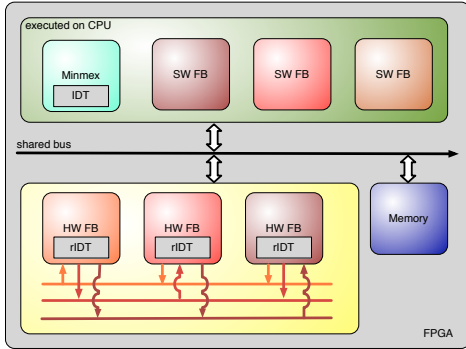 executed on CPU
Minmex
IDT
SW FB
SW FB
SW FB
shared bus
HW FB
rIDT
HW FB
rIDT
HW FB
rIDT
Memory
FPGA